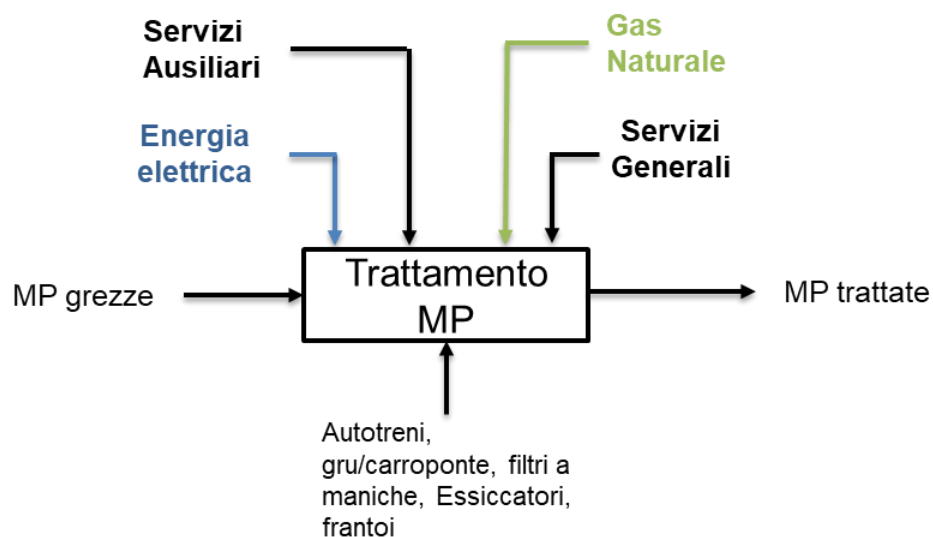 Servizi
Ausiliari
Gas
Naturale
Energia
elettrica
Servizi
Generali
MP grezze
Trattamento
MP
MP trattate
Autotreni,
gru/carroponte, filtri a
maniche, Essiccatori,
frantoi